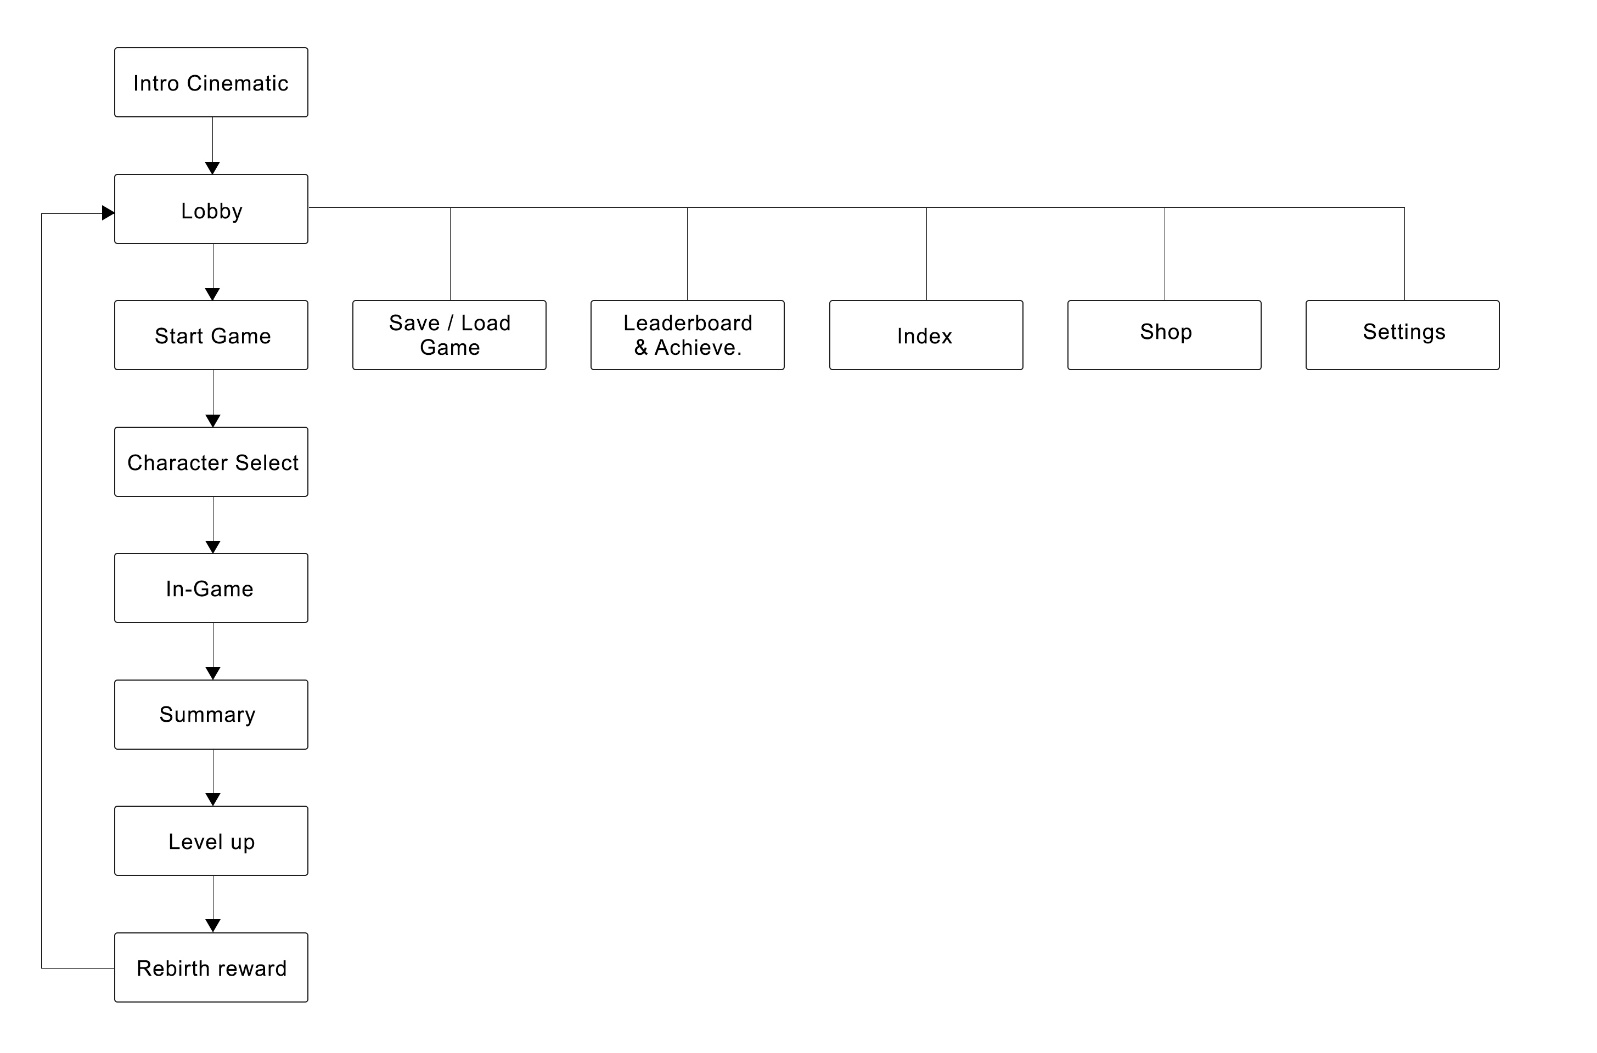 Intro Cinematic
Lobby
Start Game
Save / Load
Game
Leaderboard
& Achieve.
Index
Shop
Settings
Character Select
In-Game
Summary
Level up
Rebirth reward